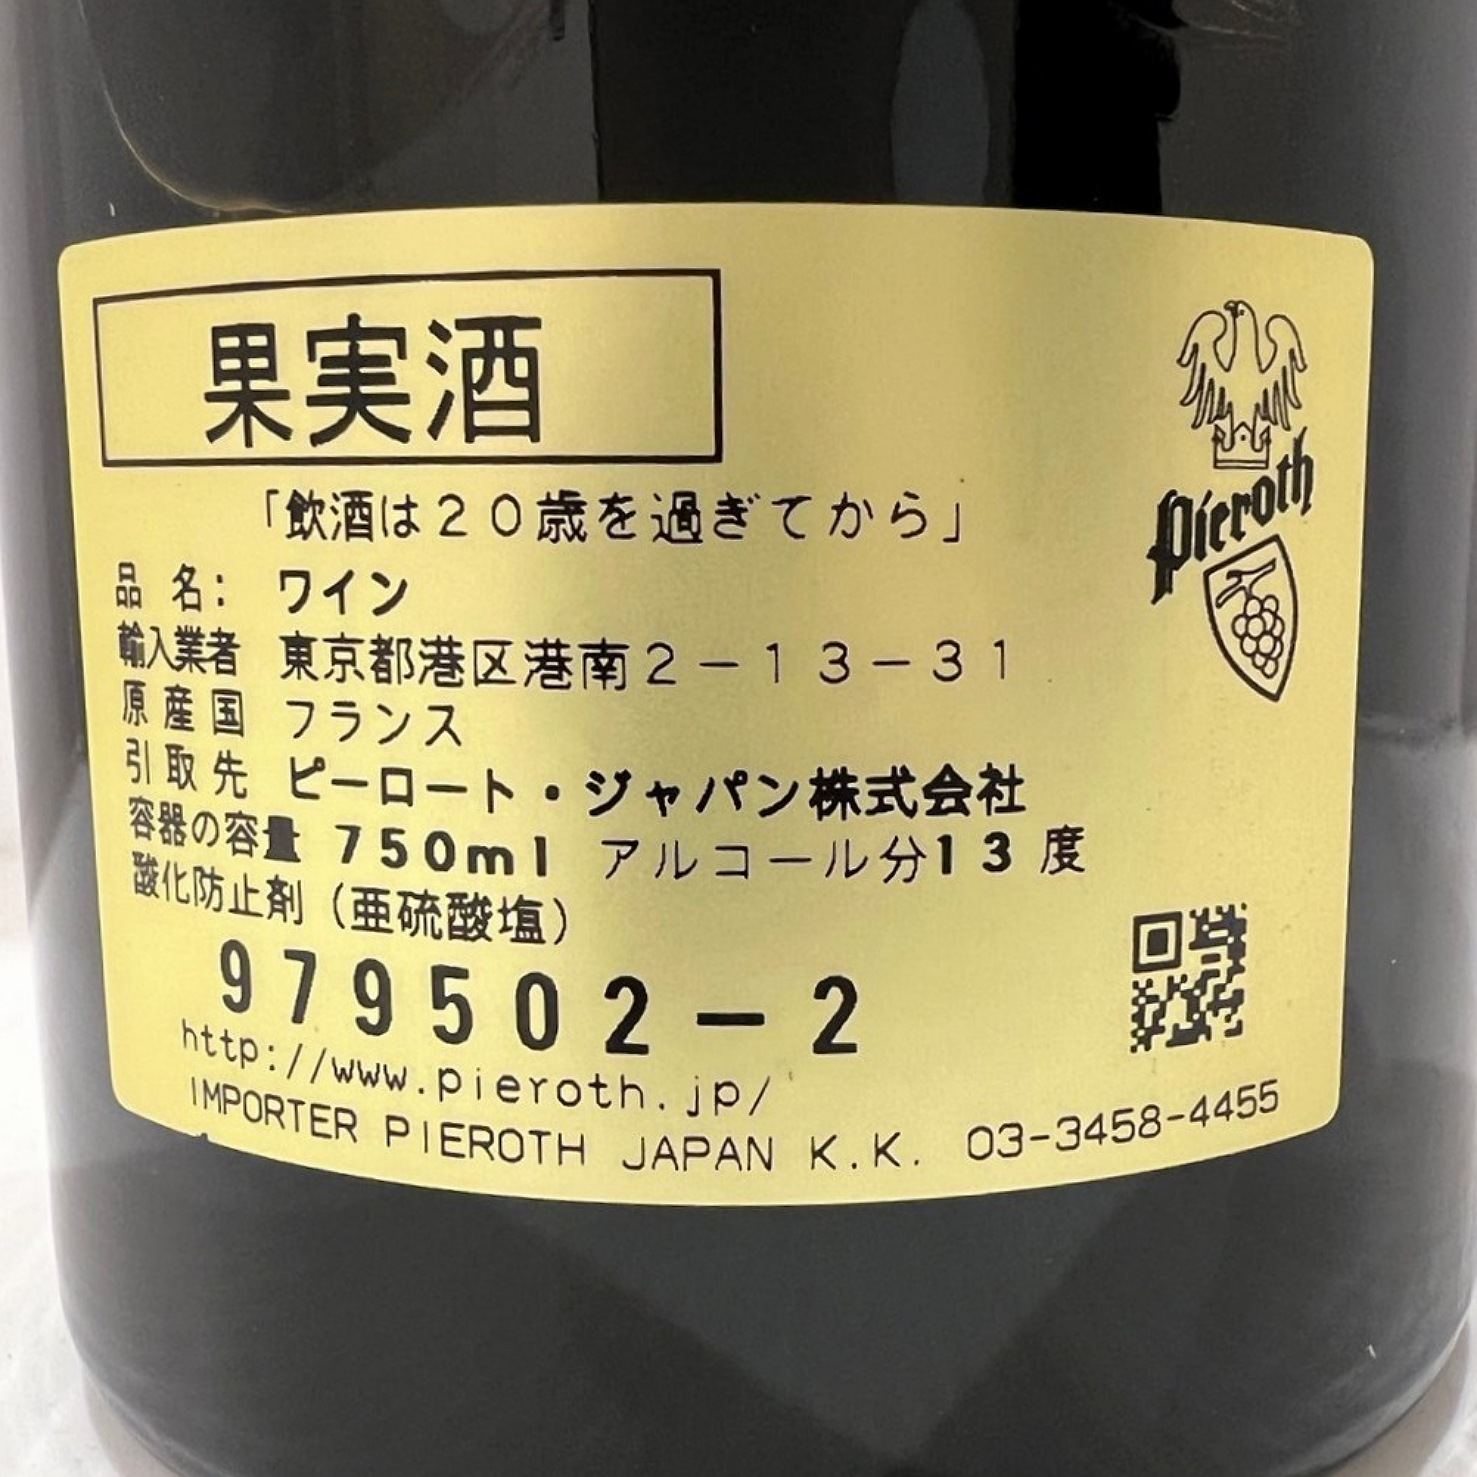 果実酒
「飲酒は20歳を過ぎてから」
Pieroth
品 名: ワイン
輸入業者 東京都港区港南2-13-31
原産国 フランス
引取先 ピーロート・ジャパン株式会社
容器の容量 750ml アルコール分13度
酸化防止剤(亜硫酸塩)
979502-2
http://www.pieroth.jp/
IMPORTER PIEROTH JAPAN K.K. 03-3458-4455